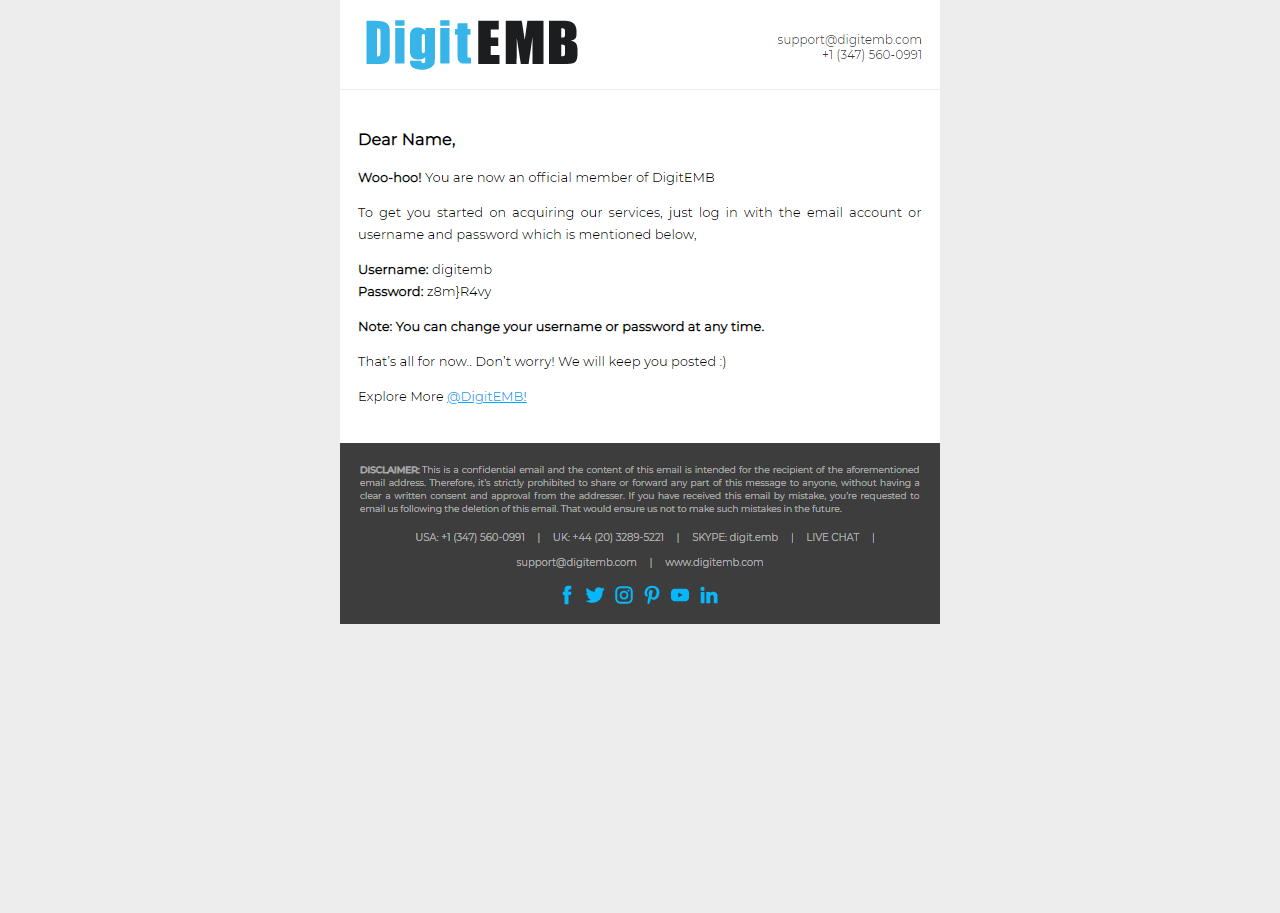 DigitEMB
support@digitemb.com
+1 (347) 560-0991
Dear Name,
Woo-hoo! You are now an official member of DigitEMB
To get you started on acquiring our services, just log in with the email account or
username and password which is mentioned below,
Username: digitemb
Password: z8m}R4vy
Note: You can change your username or password at any time.
That’s all for now.. Don’t worry! We will keep you posted :)
Explore More @DigitEMB!
DISCLAIMER: This is a confidential email and the content of this email is intended for the recipient of the aforementioned
email address. Therefore, it’s strictly prohibited to share or forward any part of this message to anyone, without having a
clear a written consent and approval from the addresser. If you have received this email by mistake, you’re requested to
email us following the deletion of this email. That would ensure us not to make such mistakes in the future.
USA: +1 (347) 560-0991 | UK: +44 (20) 3289-5221 | SKYPE: digit.emb | LIVE CHAT |
support@digitemb.com | www.digitemb.com